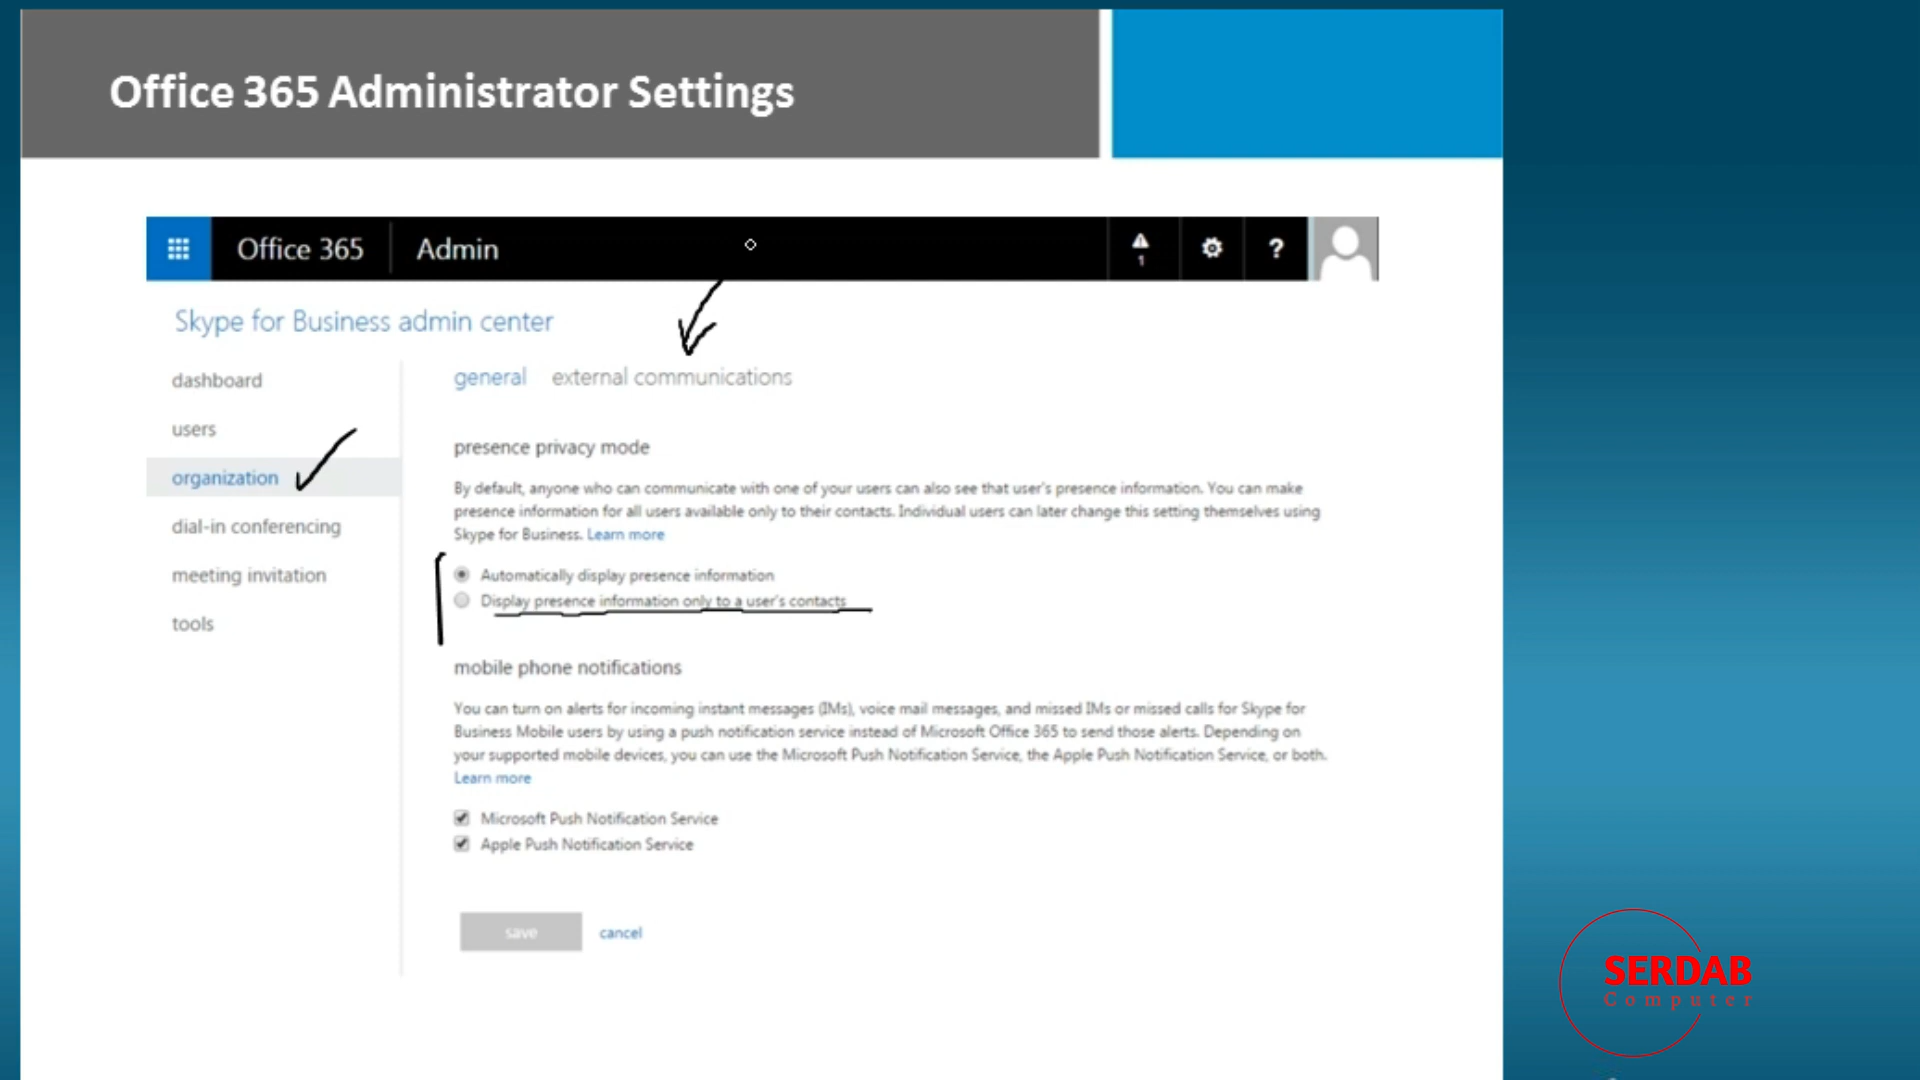 Office 365 Administrator Settings
Office 365
Admin
1
?
Skype for Business admin center
dashboard
users
organization
dial-in conferencing
meeting invitation
tools
general external communications
presence privacy mode
By default, anyone who can communicate with one of your users can also see that user's presence information. You can make
presence information for all users available only to their contacts. Individual users can later change this setting themselves using
Skype for Business. Learn more
Automatically display presence information
Display presence information only to a user's contacts
mobile phone notifications
You can turn on alerts for incoming instant messages (IMs), voice mail messages, and missed IMs or missed calls for Skype for
Business Mobile users by using a push notification service instead of Microsoft Office 365 to send those alerts. Depending on
your supported mobile devices, you can use the Microsoft Push Notification Service, the Apple Push Notification Service, or both.
Learn more
Microsoft Push Notification Service
Apple Push Notification Service
save cancel
SERDAB
Computer